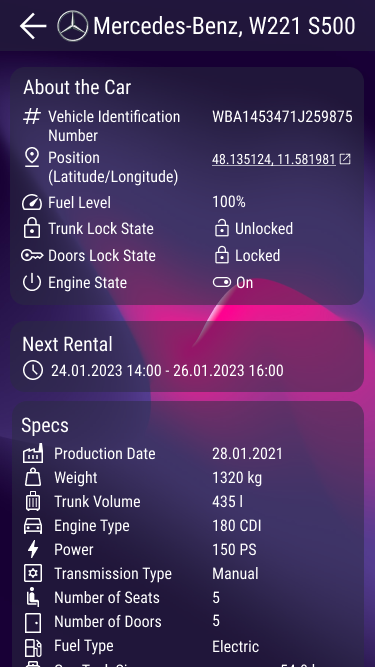 Mercedes-Benz, W221 S500
About the Car
Vehicle Identification Number WBA1453471J259875
Position (Latitude/Longitude) 48.135124, 11.581981
Fuel Level 100%
Trunk Lock State Unlocked
Doors Lock State Locked
Engine State On
Next Rental
24.01.2023 14:00 - 26.01.2023 16:00
Specs
Production Date 28.01.2021
Weight 1320 kg
Trunk Volume 435 l
Engine Type 180 CDI
Power 150 PS
Transmission Type Manual
Number of Seats 5
Number of Doors 5
Fuel Type Electric